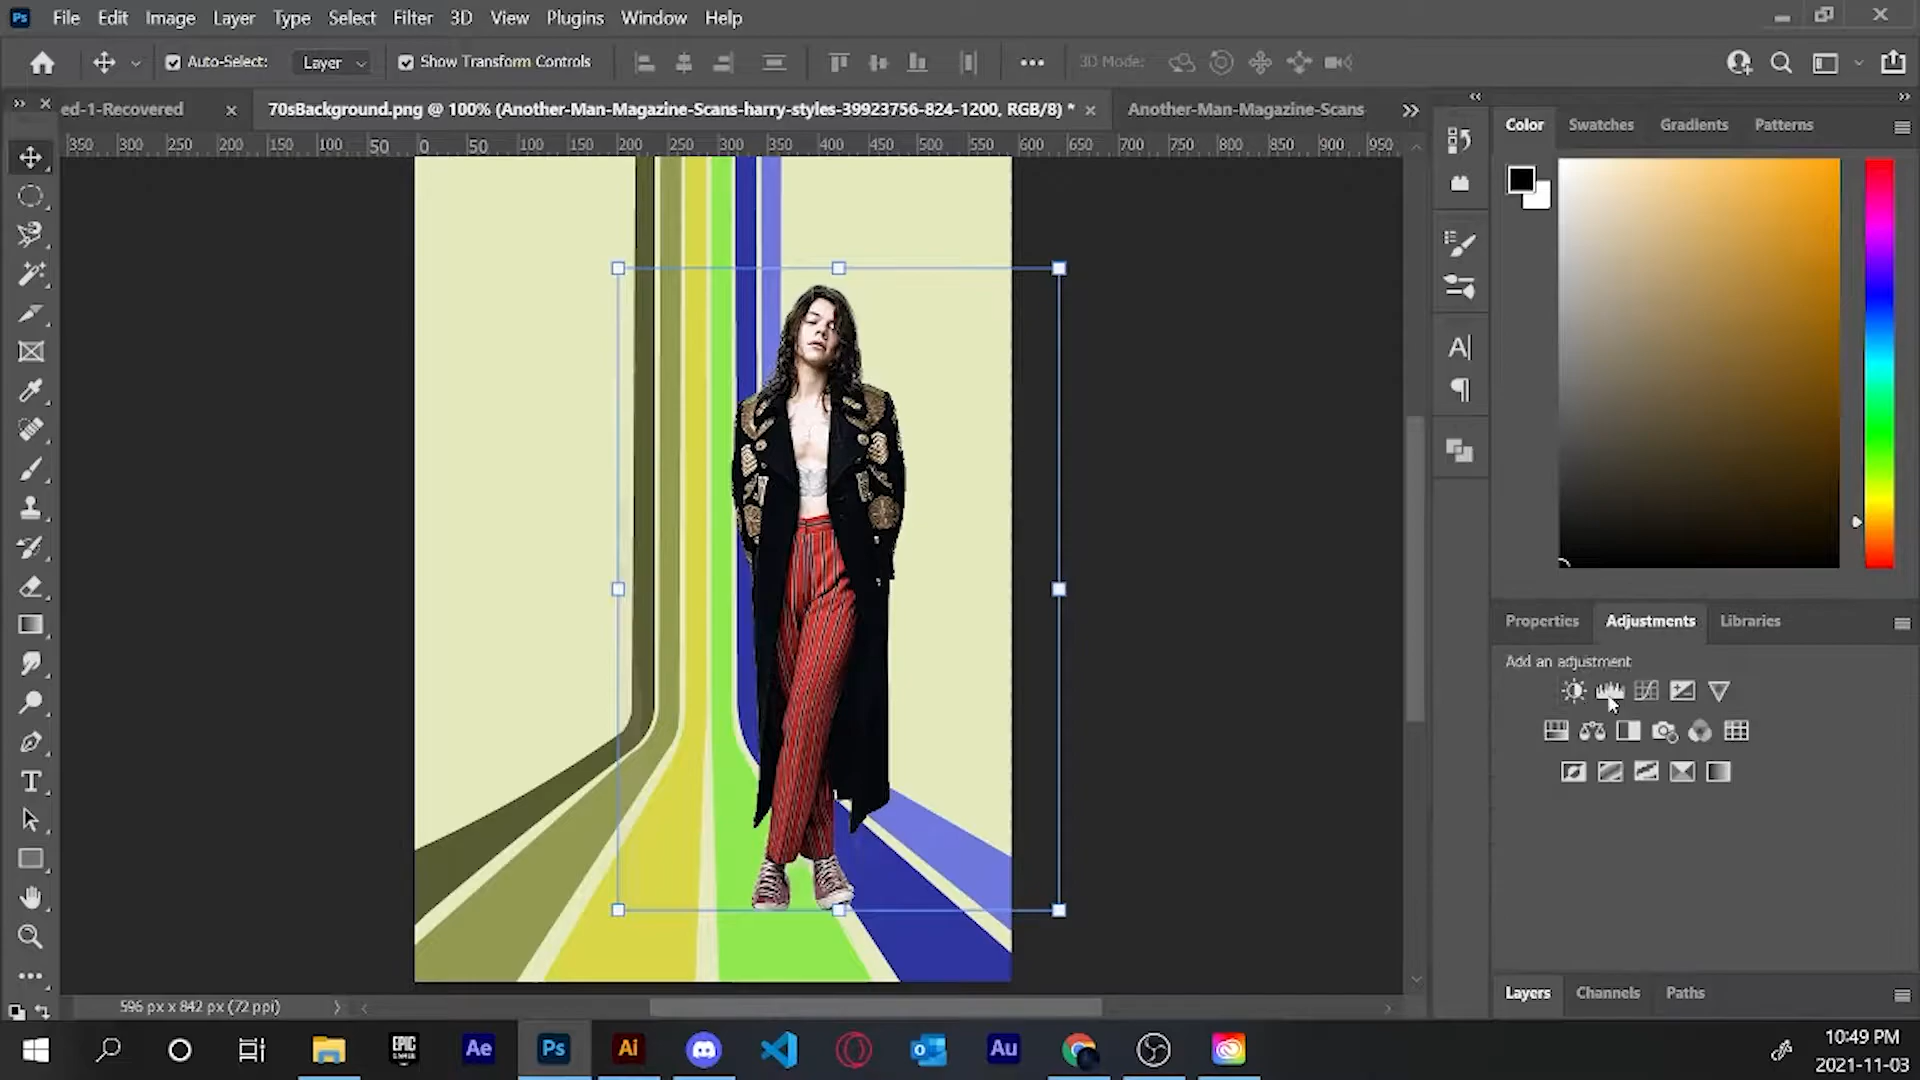 Ps File Edit Image Layer Type Select Filter 3D View Plugins Window Help
Auto-Select: Layer Show Transform Controls 3D Mode:
ed-1-Recovered 70sBackground.png @ 100% (Another-Man-Magazine-Scans-harry-styles-39923756-824-1200, RGB/8) * Another-Man-Magazine-Scans
350 300 250 200 150 100 50 0 50 100 150 200 250 300 350 400 450 500 550 600 650 700 750 800 850 900 950
Color Swatches Gradients Patterns
Properties Adjustments Libraries
Add an adjustment
596 px x 842 px (72 ppi)
Layers Channels Paths
EPIC GAMES Ae Ps Ai Au
10:49 PM
2021-11-03